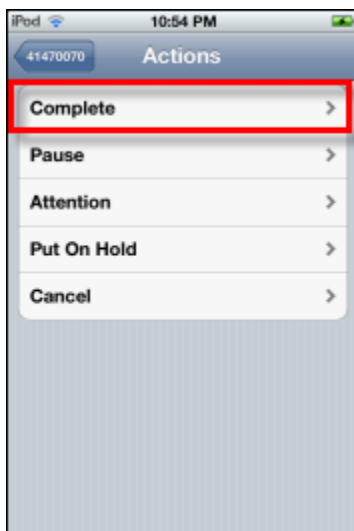 iPod 10:54 PM
41470070 Actions
Complete
Pause
Attention
Put On Hold
Cancel